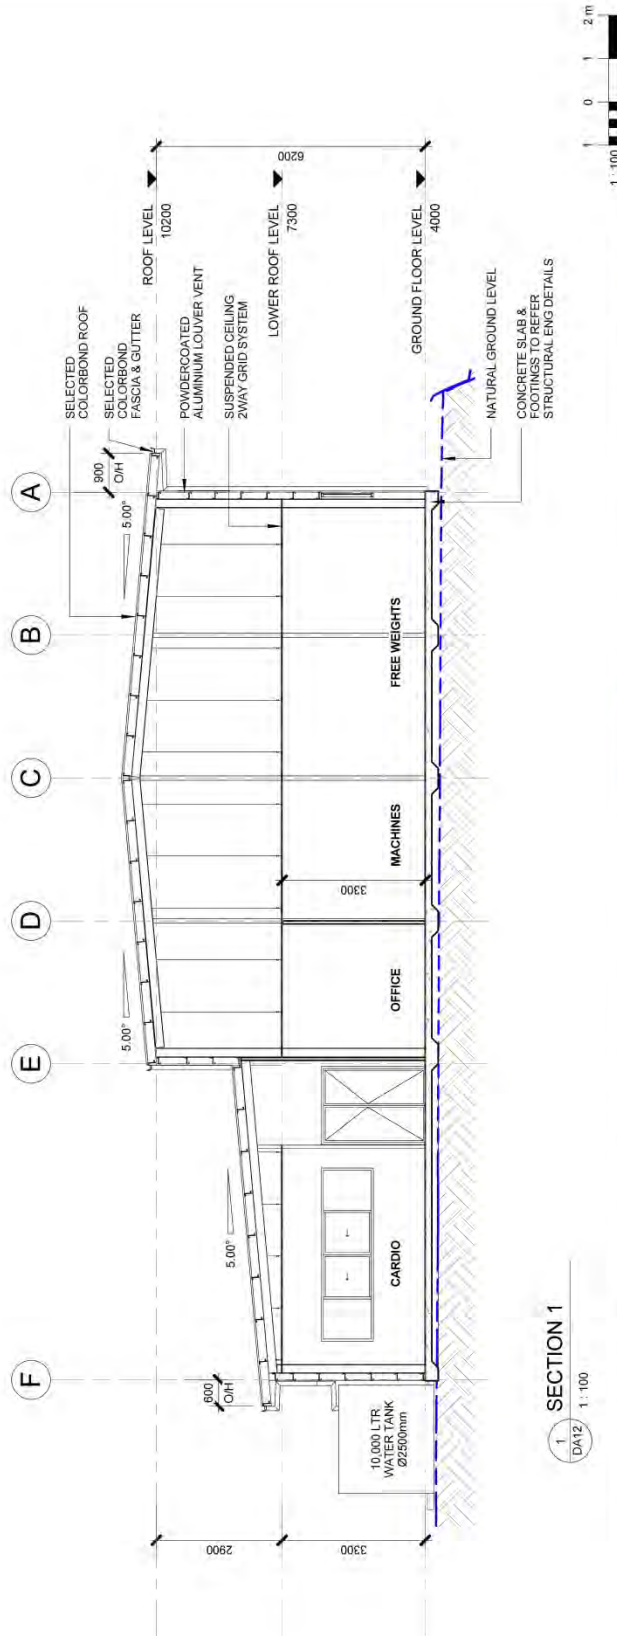 F
E
D
C
B
A
600
O/H
5.00°
5.00°
5.00°
900
O/H
SELECTED
COLORBOND ROOF
SELECTED
COLORBOND
FASCIA & GUTTER
POWDERCOATED
ALUMINIUM LOUVER VENT
SUSPENDED CEILING
2WAY GRID SYSTEM
ROOF LEVEL
10200
LOWER ROOF LEVEL
7300
GROUND FLOOR LEVEL
4000
6200
2900
3300
3300
10,000 LTR
WATER TANK
Ø2500mm
CARDIO
OFFICE
MACHINES
FREE WEIGHTS
NATURAL GROUND LEVEL
CONCRETE SLAB &
FOOTINGS TO REFER
STRUCTURAL ENG DETAILS
1
DA12
SECTION 1
1 : 100
1 0 1 2 m
1 : 100